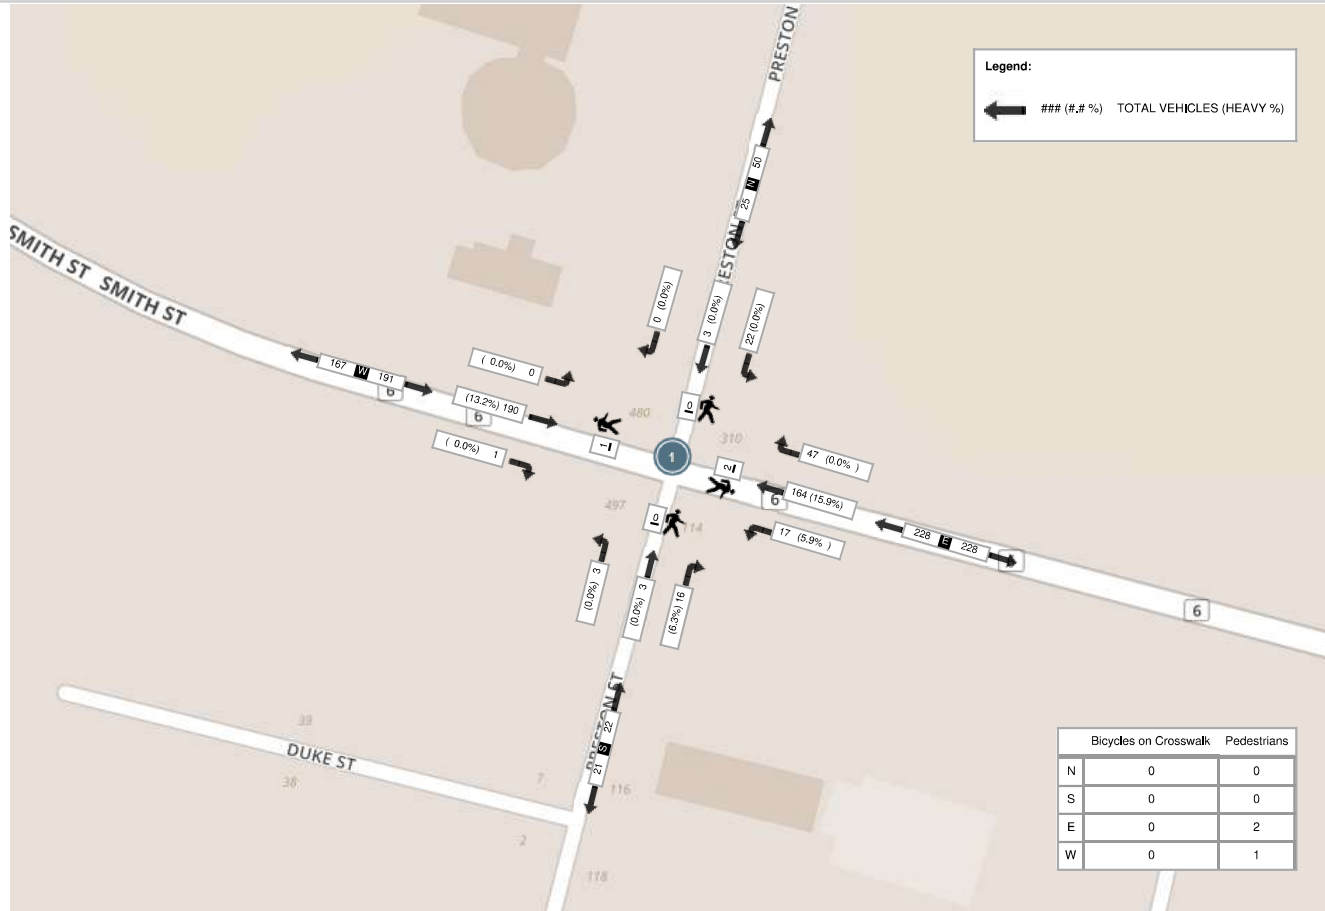 PRESTON
Legend:
### (#.# %) TOTAL VEHICLES (HEAVY %)
25 N 50
ESTON
SMITH ST SMITH ST
0 (0.0%)
3 (0.0%)
22 (0.0%)
167 W 191
( 0.0%) 0
6
(13.2%) 190
6
( 0.0%) 1
480
0
310
1
1
2
47 (0.0% )
164 (15.9%)
6
497
0
114
17 (5.9% )
228 E 228
6
(0.0%) 3
(0.0%) 3
(6.3%) 16
PRESTON ST
21 S 22
39
DUKE ST
38
7
116
2
118
Bicycles on Crosswalk Pedestrians
N 0 0
S 0 0
E 0 2
W 0 1